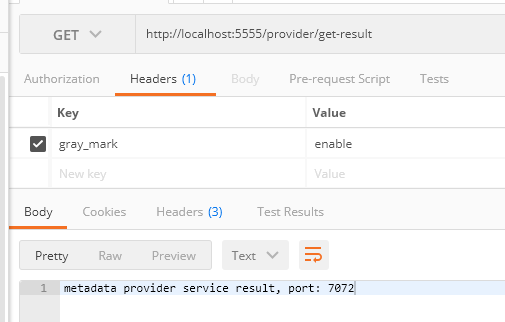 GET http://localhost:5555/provider/get-result
Authorization Headers (1) Body Pre-request Script Tests
Key Value
gray_mark enable
New key Value
Body Cookies Headers (3) Test Results
Pretty Raw Preview Text
1 metadata provider service result, port: 7072